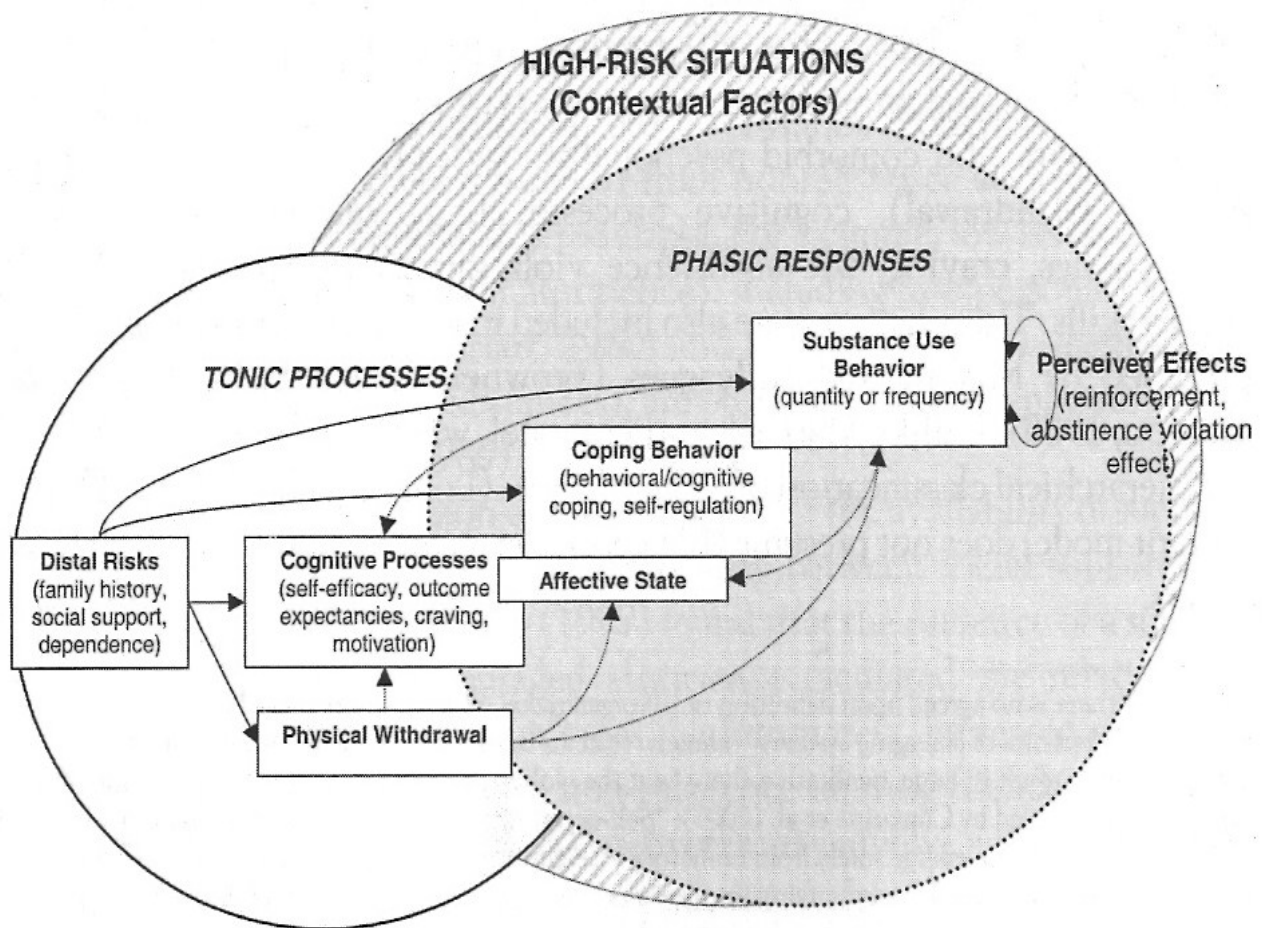 HIGH-RISK SITUATIONS
(Contextual Factors)
PHASIC RESPONSES
TONIC PROCESSES
Substance Use
Behavior
(quantity or frequency)
Perceived Effects
(reinforcement,
abstinence violation
effect)
Coping Behavior
(behavioral/cognitive
coping, self-regulation)
Distal Risks
(family history,
social support,
dependence)
Cognitive Processes
(self-efficacy, outcome
expectancies, craving,
motivation)
Affective State
Physical Withdrawal